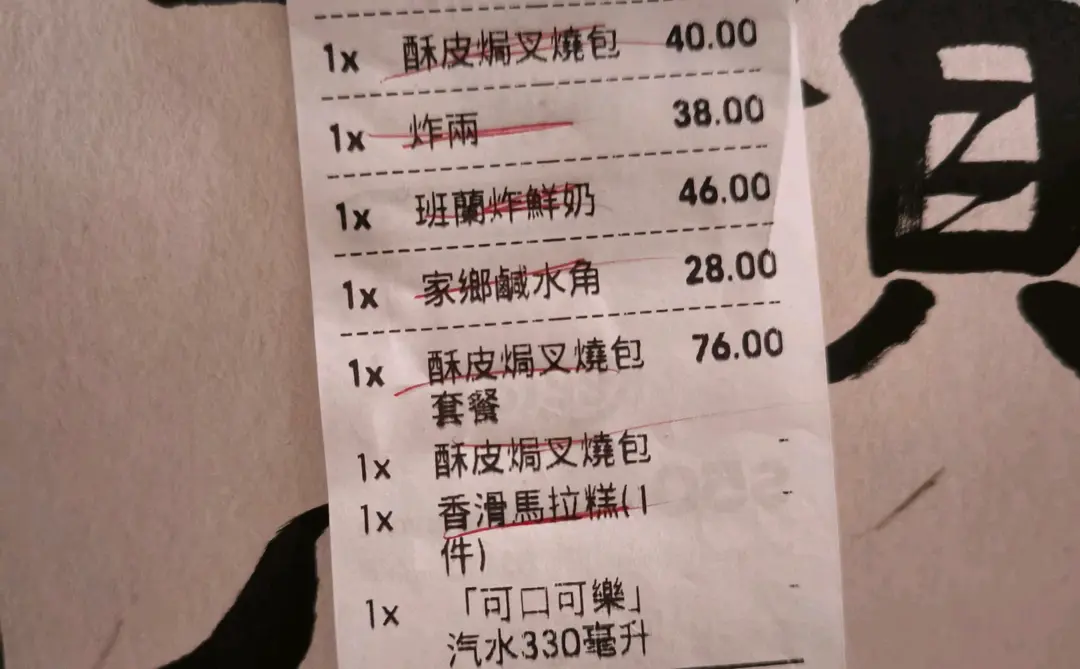 1x 酥皮焗叉燒包 40.00
1x 炸兩 38.00
1x 班蘭炸鮮奶 46.00
1x 家鄉鹹水角 28.00
1x 酥皮焗叉燒包 76.00
套餐
1x 酥皮焗叉燒包 -
1x 香滑馬拉糕(1 -
件)
1x 「可口可樂」 -
汽水330毫升